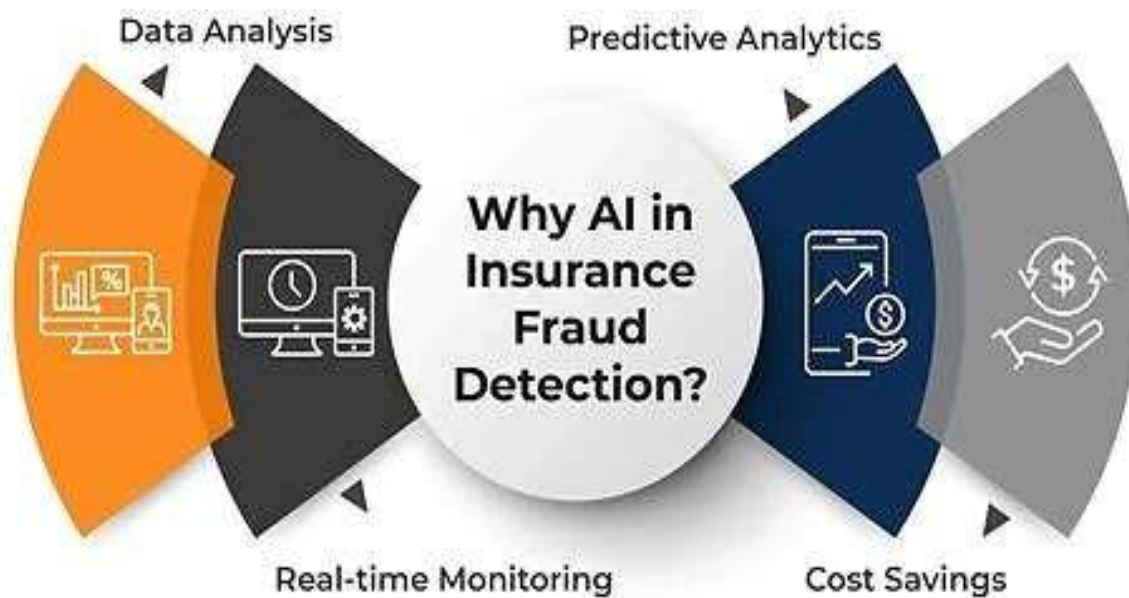 Data Analysis
Predictive Analytics
Why AI in
Insurance
Fraud
Detection?
%
$
$
Real-time Monitoring
Cost Savings